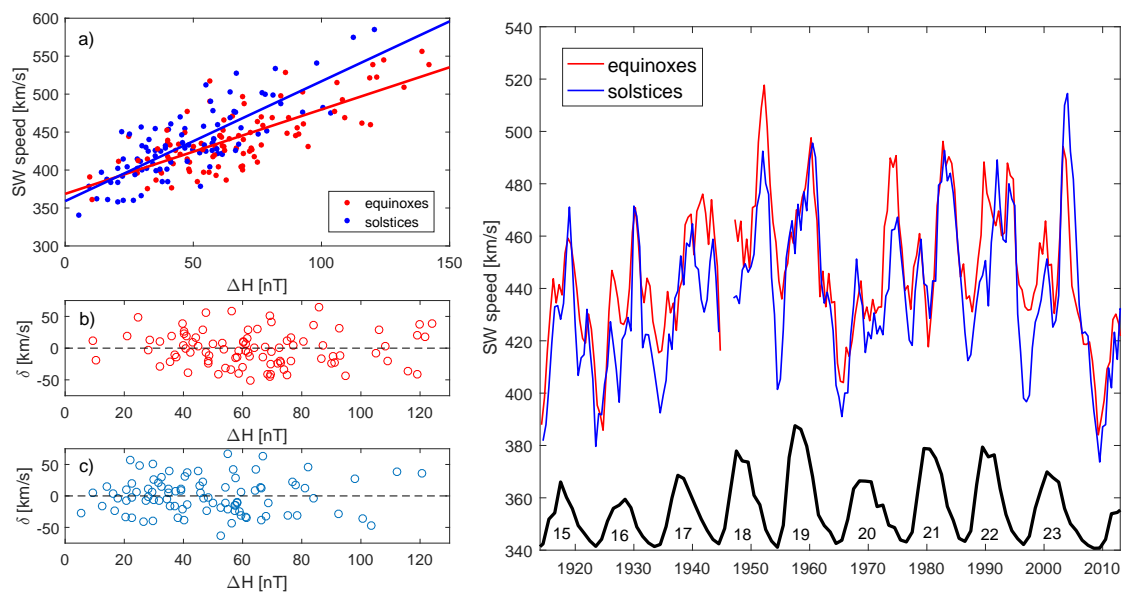 a)
600
550
500
450
400
350
300
SW speed [km/s]
equinoxes
solstices
0 50 100 150
ΔH [nT]
b)
50
0
-50
δ [km/s]
0 20 40 60 80 100 120
ΔH [nT]
c)
50
0
-50
δ [km/s]
0 20 40 60 80 100 120
ΔH [nT]
540
520
500
480
460
440
420
400
380
360
340
SW speed [km/s]
equinoxes
solstices
15 16 17 18 19 20 21 22 23
1920 1930 1940 1950 1960 1970 1980 1990 2000 2010